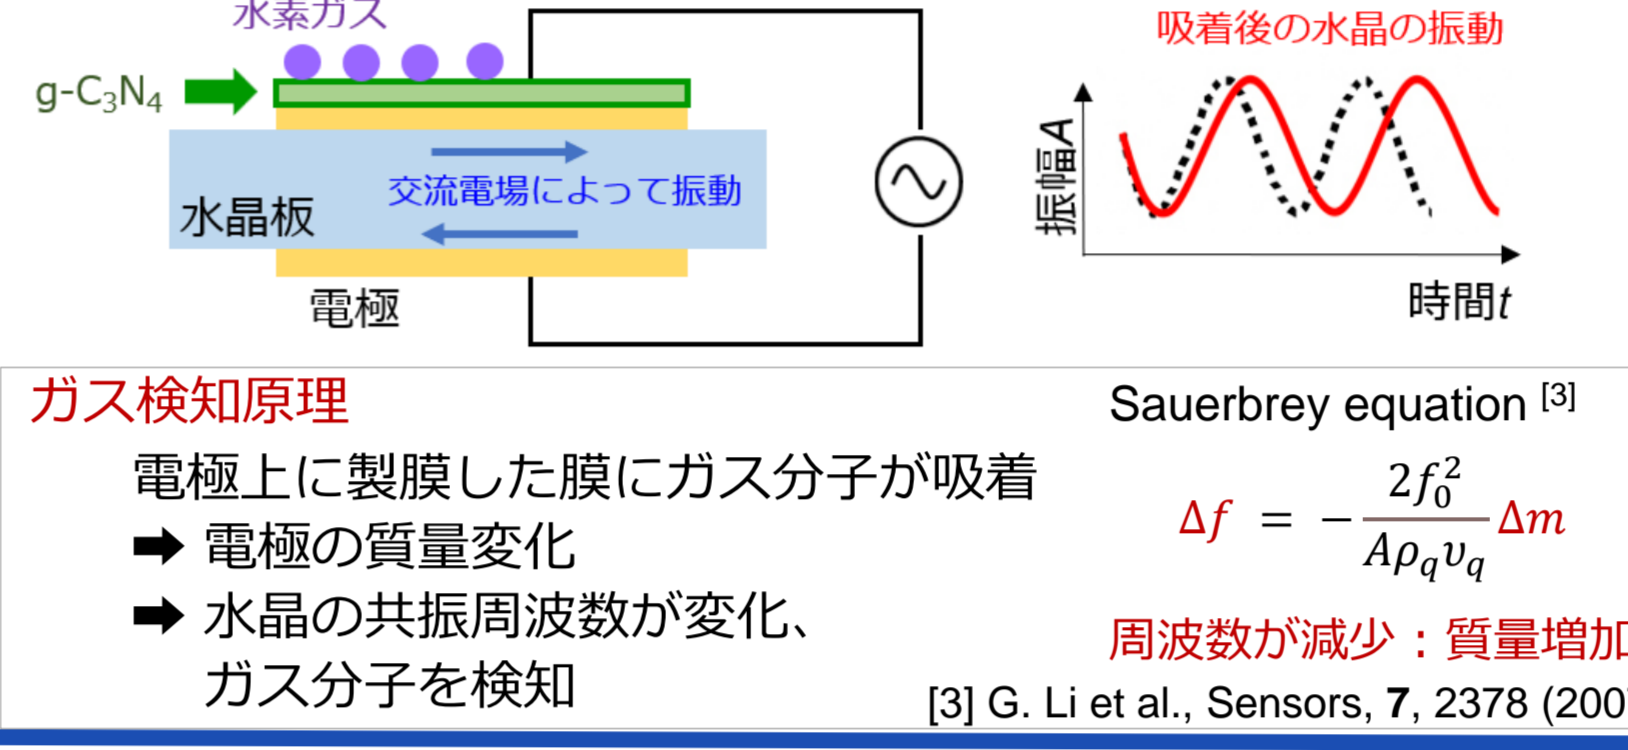 水素ガス
g-C₃N₄
交流電場によって振動
水晶板
電極
吸着後の水晶の振動
振幅A
時間t
ガス検知原理
電極上に製膜した膜にガス分子が吸着
➡ 電極の質量変化
➡ 水晶の共振周波数が変化、
ガス分子を検知
Sauerbrey equation [3]
Δf = −2f₀²/(Aρ_qυ_q) Δm
周波数が減少：質量増加
[3] G. Li et al., Sensors, 7, 2378 (200